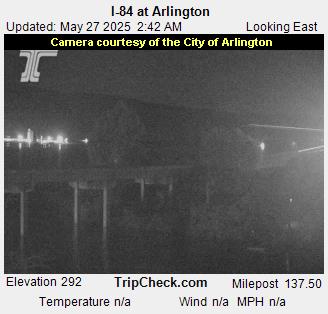 I-84 at Arlington
Updated: May 27 2025 2:42 AM Looking East
Camera courtesy of the City of Arlington
Elevation 292 TripCheck.com Milepost 137.50
Temperature n/a Wind n/a MPH n/a